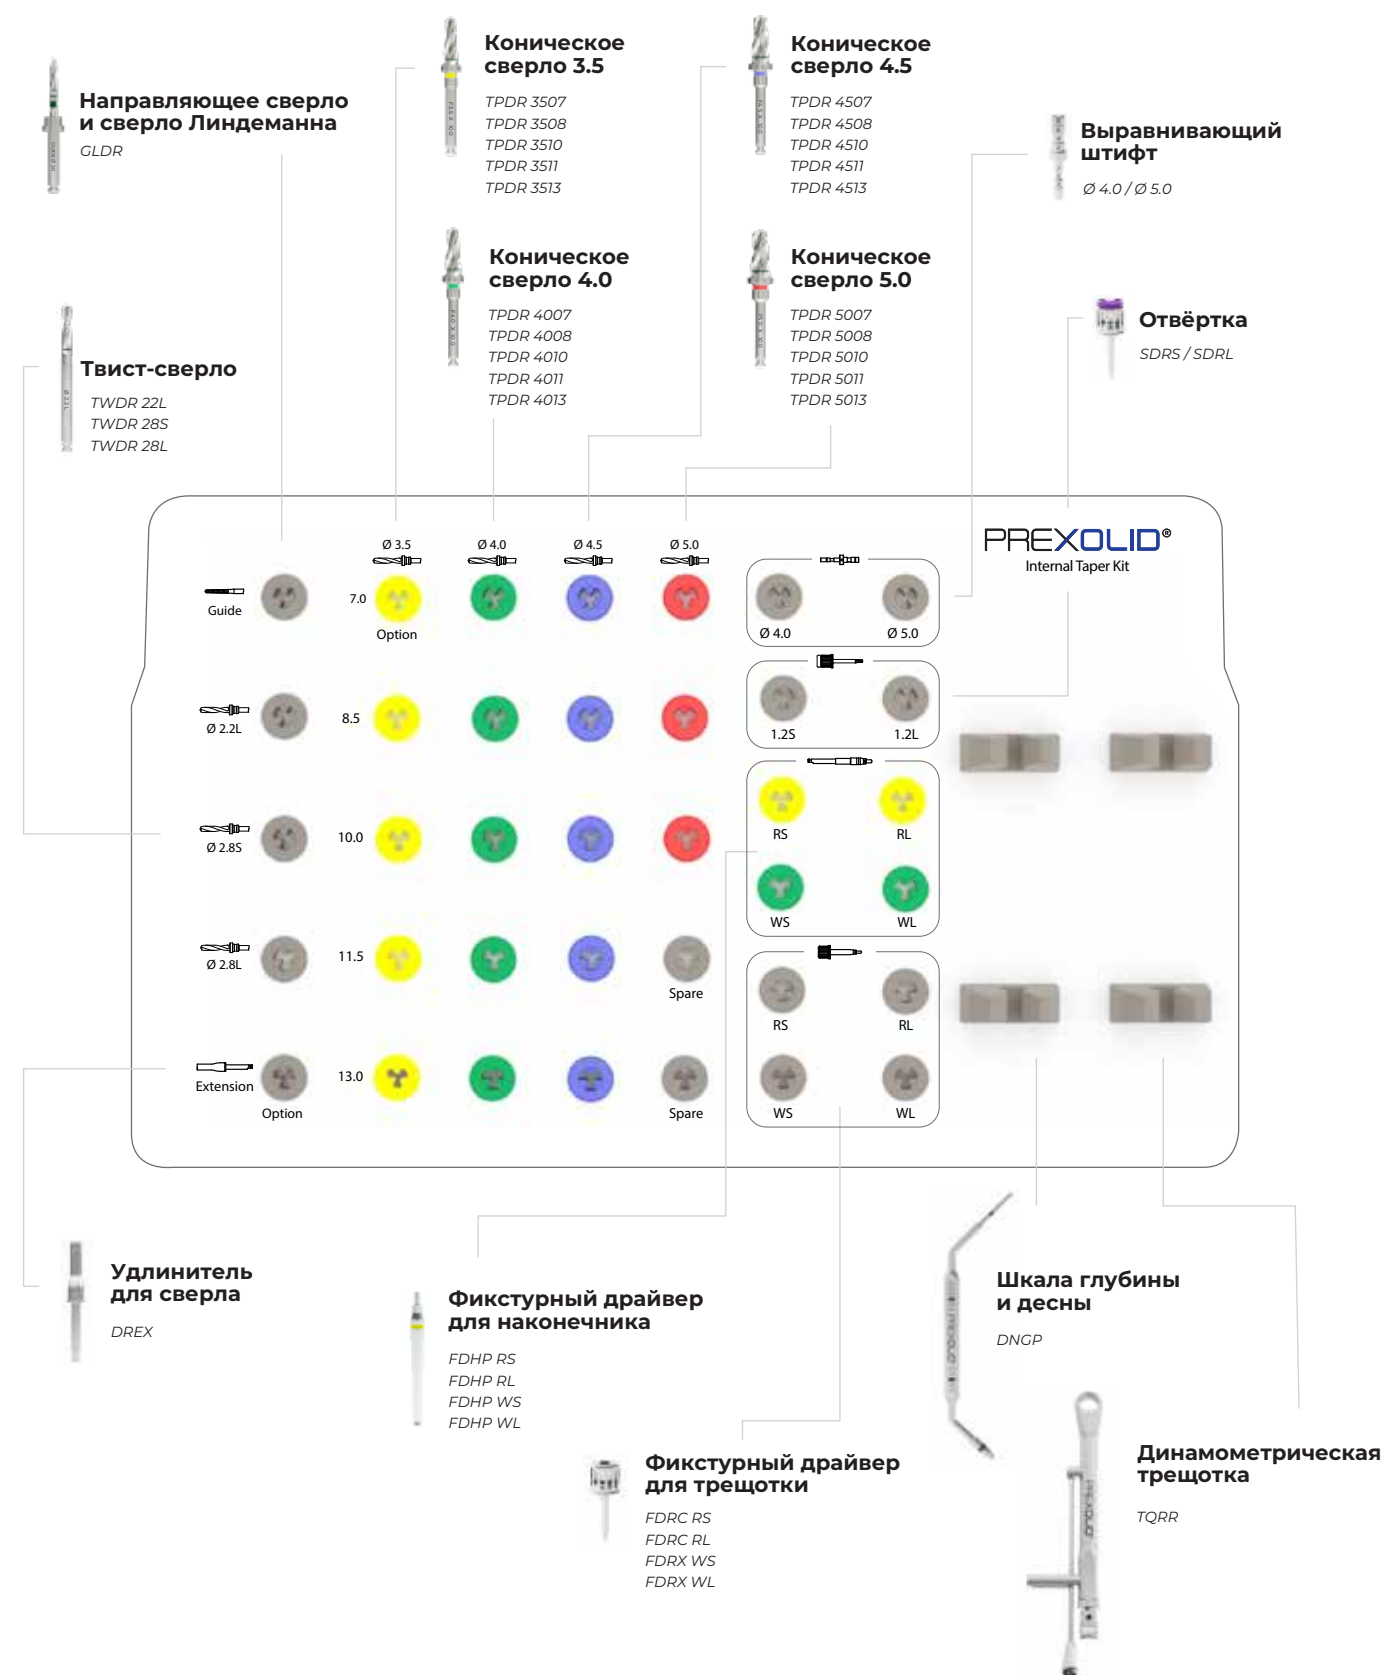 Направляющее сверло
и сверло Линдеманна
GLDR
Коническое
сверло 3.5
TPDR 3507
TPDR 3508
TPDR 3510
TPDR 3511
TPDR 3513
Коническое
сверло 4.5
TPDR 4507
TPDR 4508
TPDR 4510
TPDR 4511
TPDR 4513
Выравнивающий
штифт
Ø 4.0 / Ø 5.0
Твист-сверло
TWDR 22L
TWDR 28S
TWDR 28L
Коническое
сверло 4.0
TPDR 4007
TPDR 4008
TPDR 4010
TPDR 4011
TPDR 4013
Коническое
сверло 5.0
TPDR 5007
TPDR 5008
TPDR 5010
TPDR 5011
TPDR 5013
Отвёртка
SDRS / SDRL
PREXOLID®
Internal Taper Kit
Ø 3.5 Ø 4.0 Ø 4.5 Ø 5.0
Guide
7.0
Option
Ø 2.2L
8.5
Ø 2.8S
10.0
Ø 2.8L
11.5
Spare
Extension
Option
13.0
Spare
Ø 4.0 Ø 5.0
1.2S 1.2L
RS RL
WS WL
RS RL
WS WL
Удлинитель
для сверла
DREX
Фикстурный драйвер
для наконечника
FDHP RS
FDHP RL
FDHP WS
FDHP WL
Фикстурный драйвер
для трещотки
FDRC RS
FDRC RL
FDRX WS
FDRX WL
Шкала глубины
и десны
DNGP
Динамометрическая
трещотка
TQRR